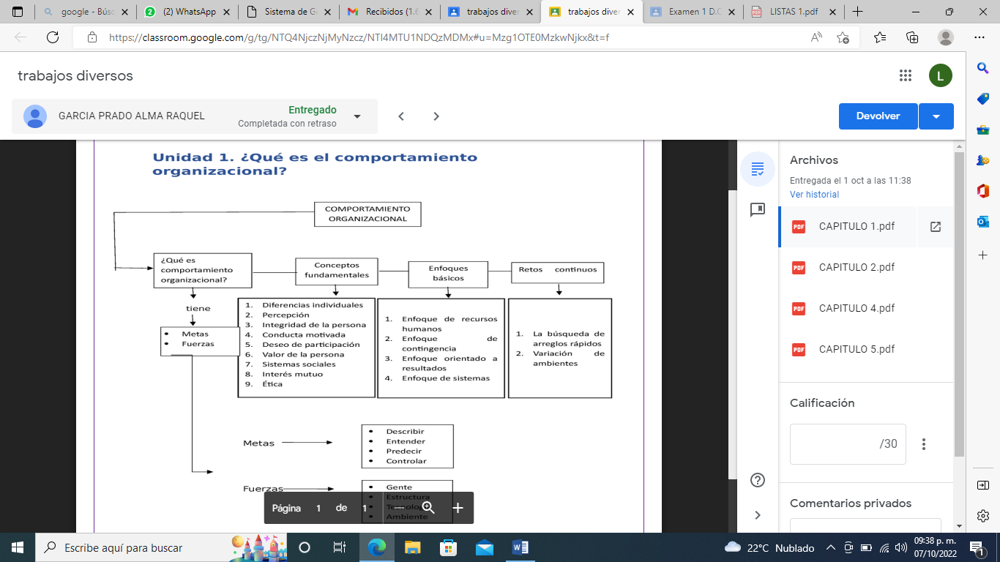 google - Búsc
(2) WhatsApp
Sistema de Ge
Recibidos (1.6
trabajos diver
trabajos diver
Examen 1 D.C
LISTAS 1.pdf
https://classroom.google.com/g/tg/NTQ4NjczNjMyNzcz/NTI4MTU1NDQzMDMx#u=Mzg1OTE0MzkwNjkx&t=f
trabajos diversos
L
GARCIA PRADO ALMA RAQUEL
Entregado
Completada con retraso
Devolver
Unidad 1. ¿Qué es el comportamiento
organizacional?
COMPORTAMIENTO
ORGANIZACIONAL
¿Qué es
comportamiento
organizacional?
Conceptos
fundamentales
Enfoques
básicos
Retos continuos
tiene
• Metas
• Fuerzas
1. Diferencias individuales
2. Percepción
3. Integridad de la persona
4. Conducta motivada
5. Deseo de participación
6. Valor de la persona
7. Sistemas sociales
8. Interés mutuo
9. Ética
1. Enfoque de recursos
humanos
2. Enfoque de
contingencia
3. Enfoque orientado a
resultados
4. Enfoque de sistemas
1. La búsqueda de
arreglos rápidos
2. Variación de
ambientes
Metas
• Describir
• Entender
• Predecir
• Controlar
Fuerzas
• Gente
• Estructura
• Tecnología
• Ambiente
Página 1 de 1
Archivos
Entregada el 1 oct a las 11:38
Ver historial
PDF CAPITULO 1.pdf
PDF CAPITULO 2.pdf
PDF CAPITULO 4.pdf
PDF CAPITULO 5.pdf
Calificación
/30
Comentarios privados
Escribe aquí para buscar
22°C Nublado
09:38 p. m.
07/10/2022
1